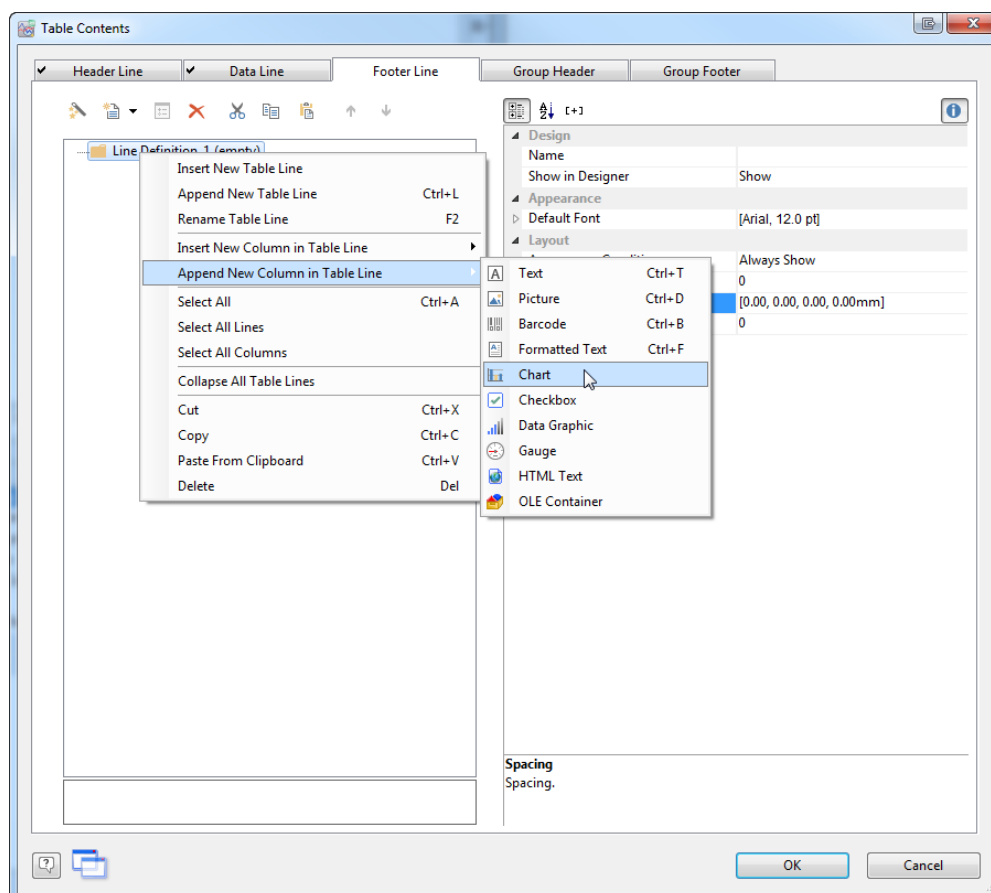 Table Contents
Header Line Data Line Footer Line Group Header Group Footer
[+]
Line Definition 1 (empty)
Insert New Table Line
Append New Table Line Ctrl+L
Rename Table Line F2
Insert New Column in Table Line
Append New Column in Table Line
Select All Ctrl+A
Select All Lines
Select All Columns
Collapse All Table Lines
Cut Ctrl+X
Copy Ctrl+C
Paste From Clipboard Ctrl+V
Delete Del
Text Ctrl+T
Picture Ctrl+D
Barcode Ctrl+B
Formatted Text Ctrl+F
Chart
Checkbox
Data Graphic
Gauge
HTML Text
OLE Container
Design
Name
Show in Designer Show
Appearance
Default Font [Arial, 12.0 pt]
Layout
Always Show
0
[0.00, 0.00, 0.00, 0.00mm]
0
Spacing
Spacing.
OK Cancel